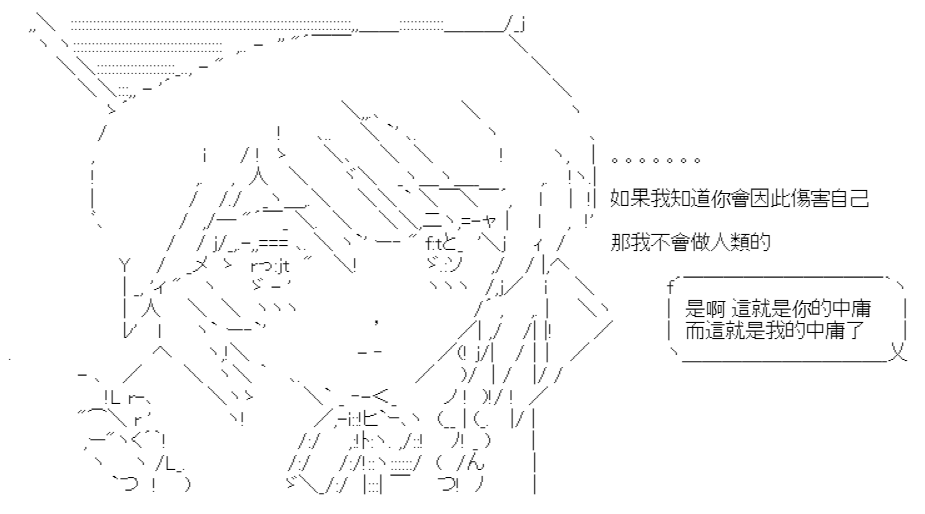 。。。。。。。
如果我知道你會因此傷害自己
那我不會做人類的
是啊 這就是你的中庸
而這就是我的中庸了